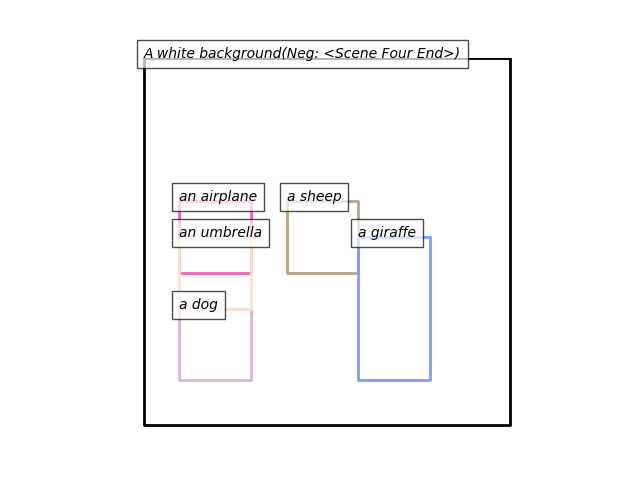 A white background(Neg: <Scene Four End>)
an airplane
a sheep
an umbrella
a giraffe
a dog